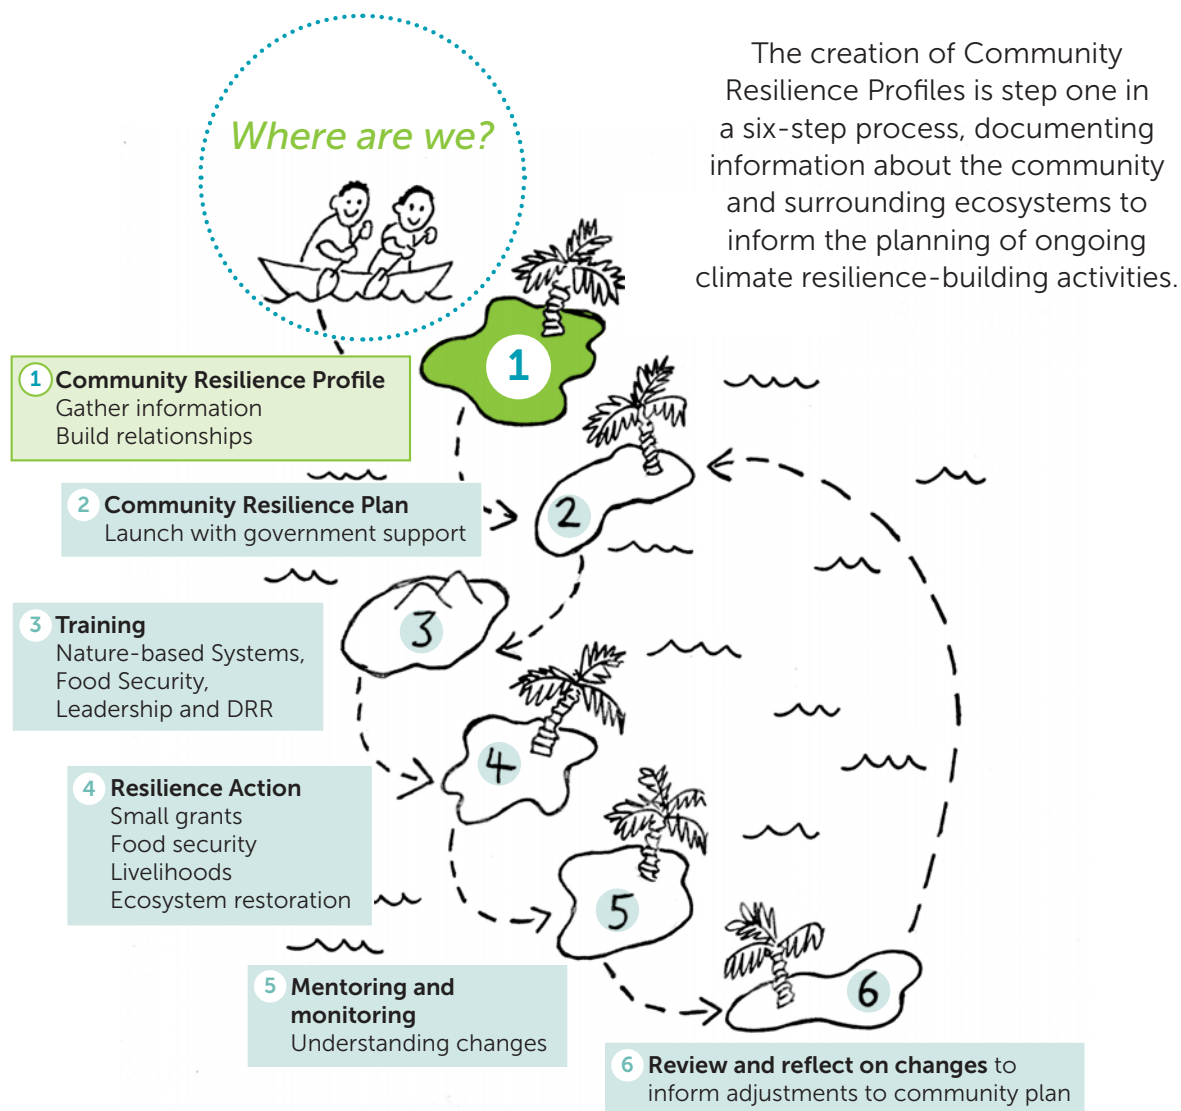 Where are we?
The creation of Community
Resilience Profiles is step one in
a six-step process, documenting
information about the community
and surrounding ecosystems to
inform the planning of ongoing
climate resilience-building activities.
1
1 Community Resilience Profile
Gather information
Build relationships
2
2 Community Resilience Plan
Launch with government support
3
3 Training
Nature-based Systems,
Food Security,
Leadership and DRR
4
4 Resilience Action
Small grants
Food security
Livelihoods
Ecosystem restoration
5
5 Mentoring and
monitoring
Understanding changes
6
6 Review and reflect on changes to
inform adjustments to community plan